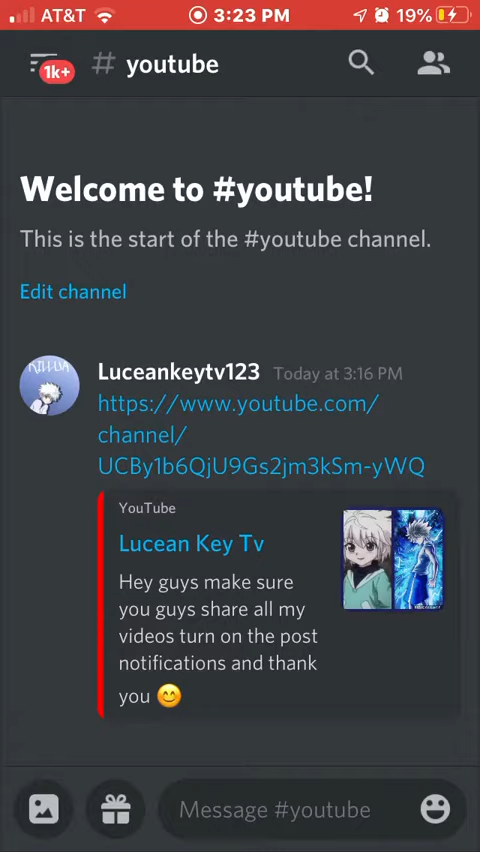 AT&T 3:23 PM 19%
1k+ # youtube
Welcome to #youtube!
This is the start of the #youtube channel.
Edit channel
KILLUA
Luceankeytv123 Today at 3:16 PM
https://www.youtube.com/
channel/
UCBy1b6QjU9Gs2jm3kSm-yWQ
YouTube
Lucean Key Tv
Hey guys make sure
you guys share all my
videos turn on the post
notifications and thank
you 😊
Message #youtube